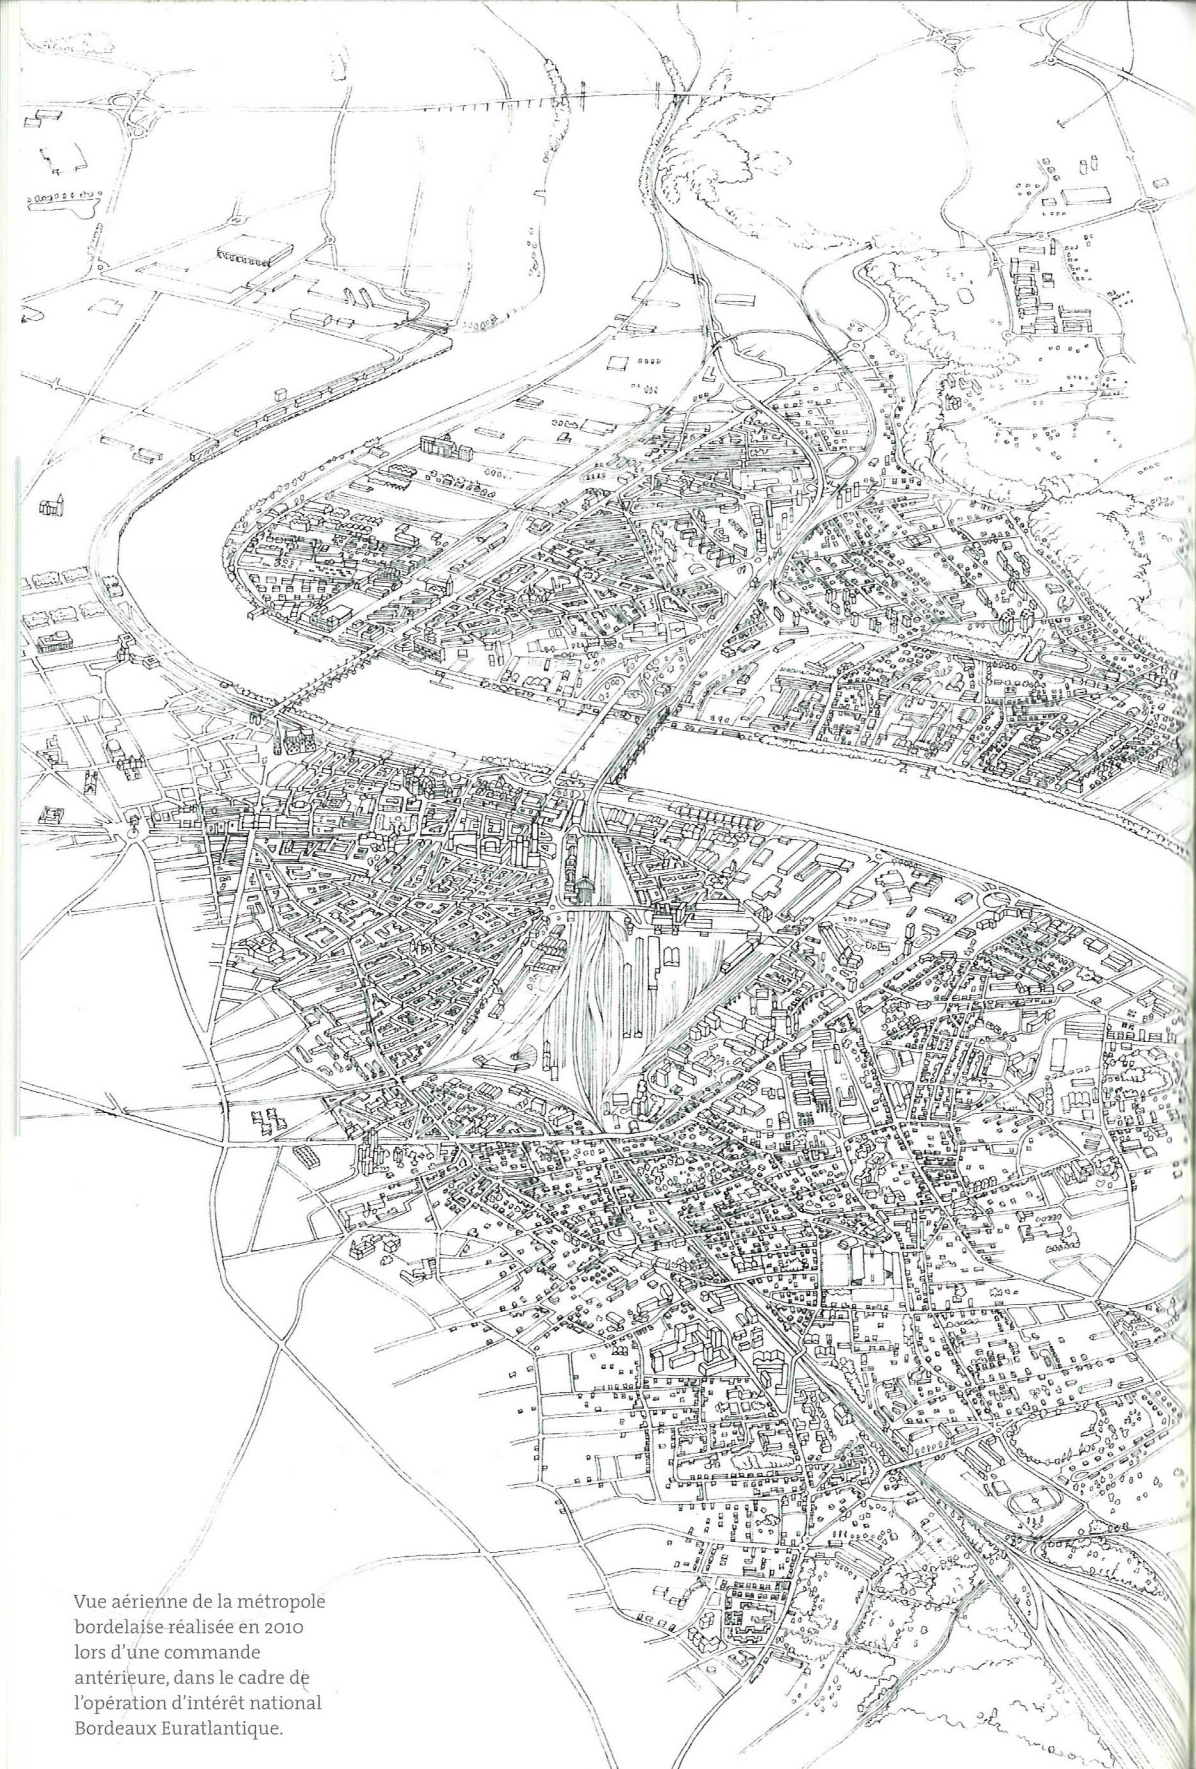 Vue aérienne de la métropole
bordelaise réalisée en 2010
lors d'une commande
antérieure, dans le cadre de
l'opération d'intérêt national
Bordeaux Euratlantique.